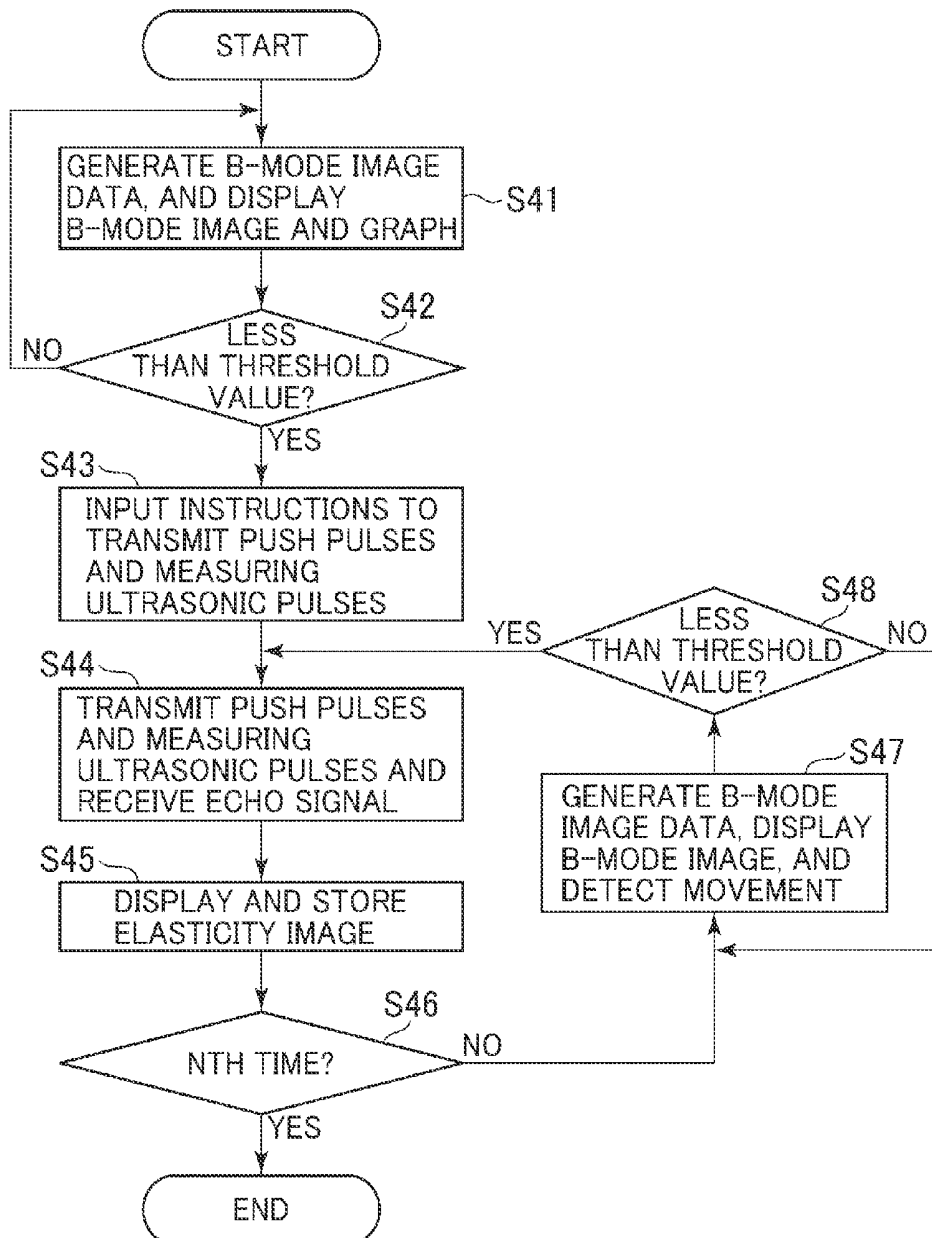 START
GENERATE B-MODE IMAGE
DATA, AND DISPLAY
B-MODE IMAGE AND GRAPH
S41
S42
LESS
THAN THRESHOLD
VALUE?
NO
YES
S43
INPUT INSTRUCTIONS TO
TRANSMIT PUSH PULSES
AND MEASURING
ULTRASONIC PULSES
S48
LESS
THAN THRESHOLD
VALUE?
YES
NO
S44
TRANSMIT PUSH PULSES
AND MEASURING
ULTRASONIC PULSES AND
RECEIVE ECHO SIGNAL
S47
GENERATE B-MODE
IMAGE DATA, DISPLAY
B-MODE IMAGE, AND
DETECT MOVEMENT
S45
DISPLAY AND STORE
ELASTICITY IMAGE
S46
NTH TIME?
NO
YES
END